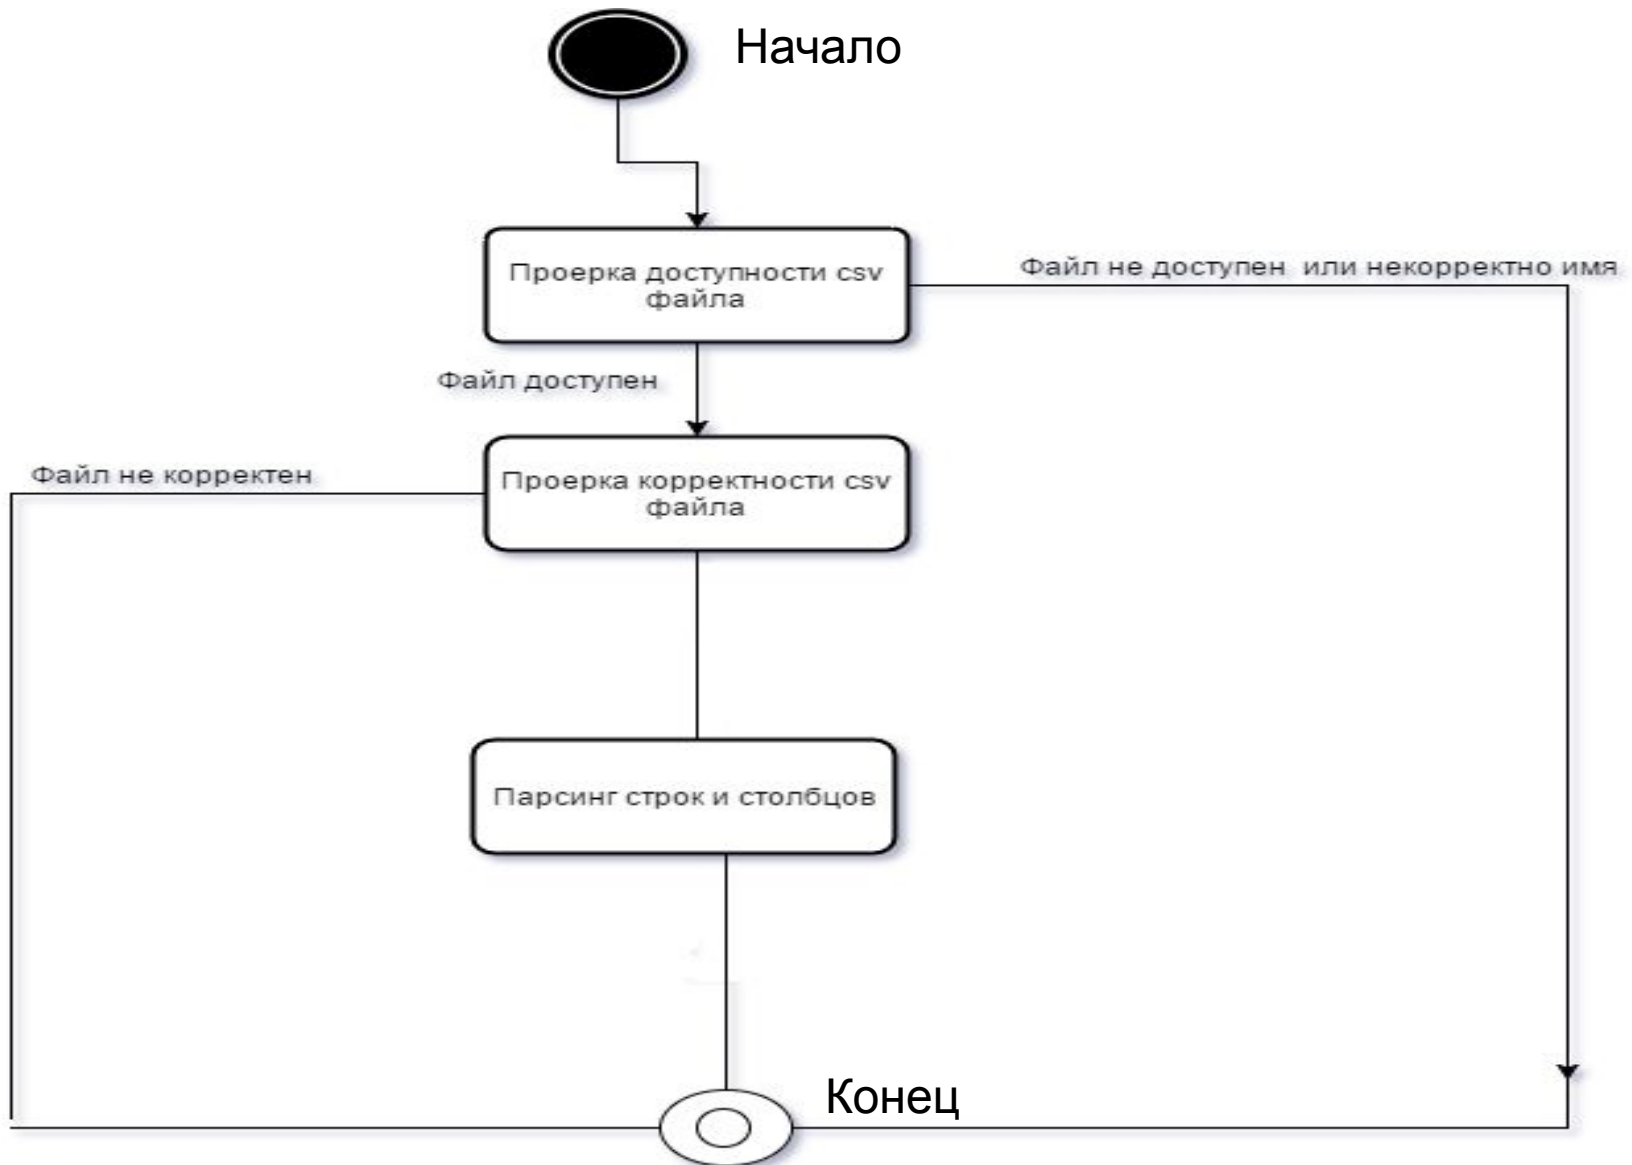 Начало
Проерка доступности csv
файла
Файл не доступен или некорректно имя
Файл доступен
Файл не корректен
Проерка корректности csv
файла
Парсинг строк и столбцов
Конец